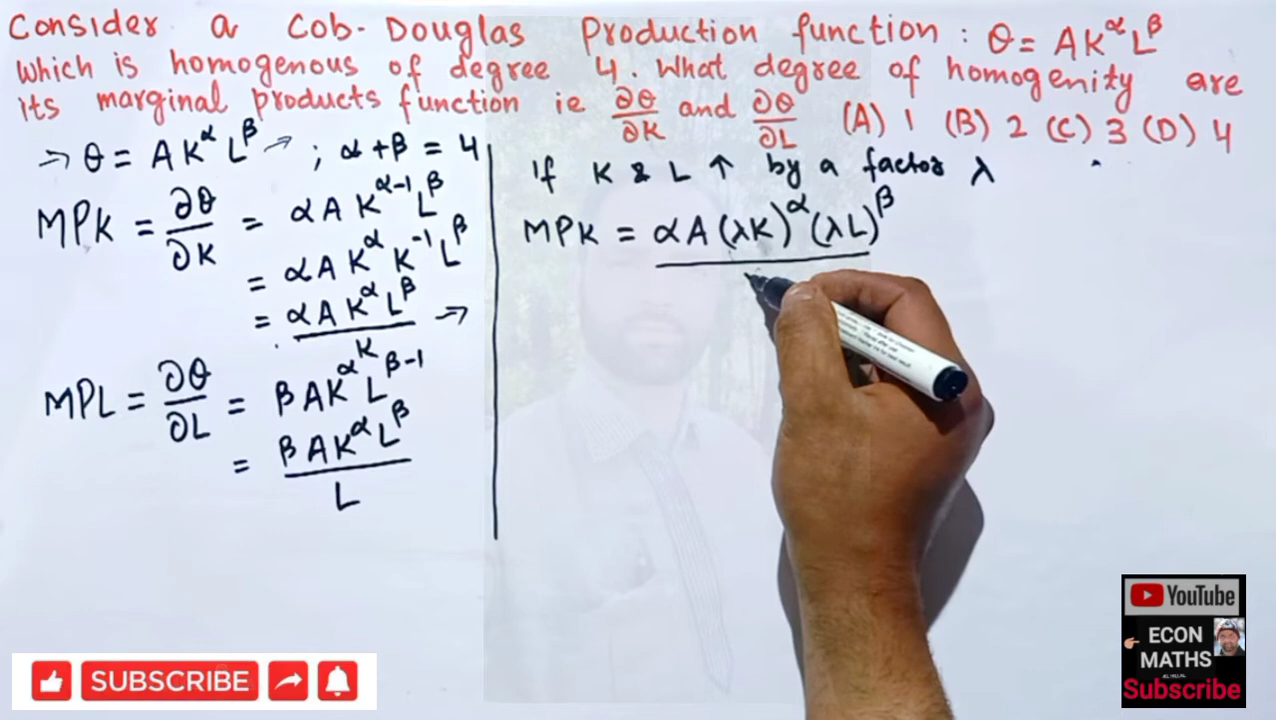 Consider a Cob-Douglas Production function : θ = AK^α L^β
which is homogenous of degree 4. What degree of homogenity are
its marginal products function ie ∂θ/∂K and ∂θ/∂L (A) 1 (B) 2 (C) 3 (D) 4
→ θ = AK^α L^β → ; α + β = 4
MPK = ∂θ/∂K = αAK^α-1 L^β
= αAK^α K^-1 L^β
= αAK^α L^β / K →
MPL = ∂θ/∂L = βAK^α L^β-1
= βAK^α L^β / L
If K & L ↑ by a factor λ
MPK = αA(λK)^α (λL)^β
SUBSCRIBE
YouTube
ECON
MATHS
Subscribe